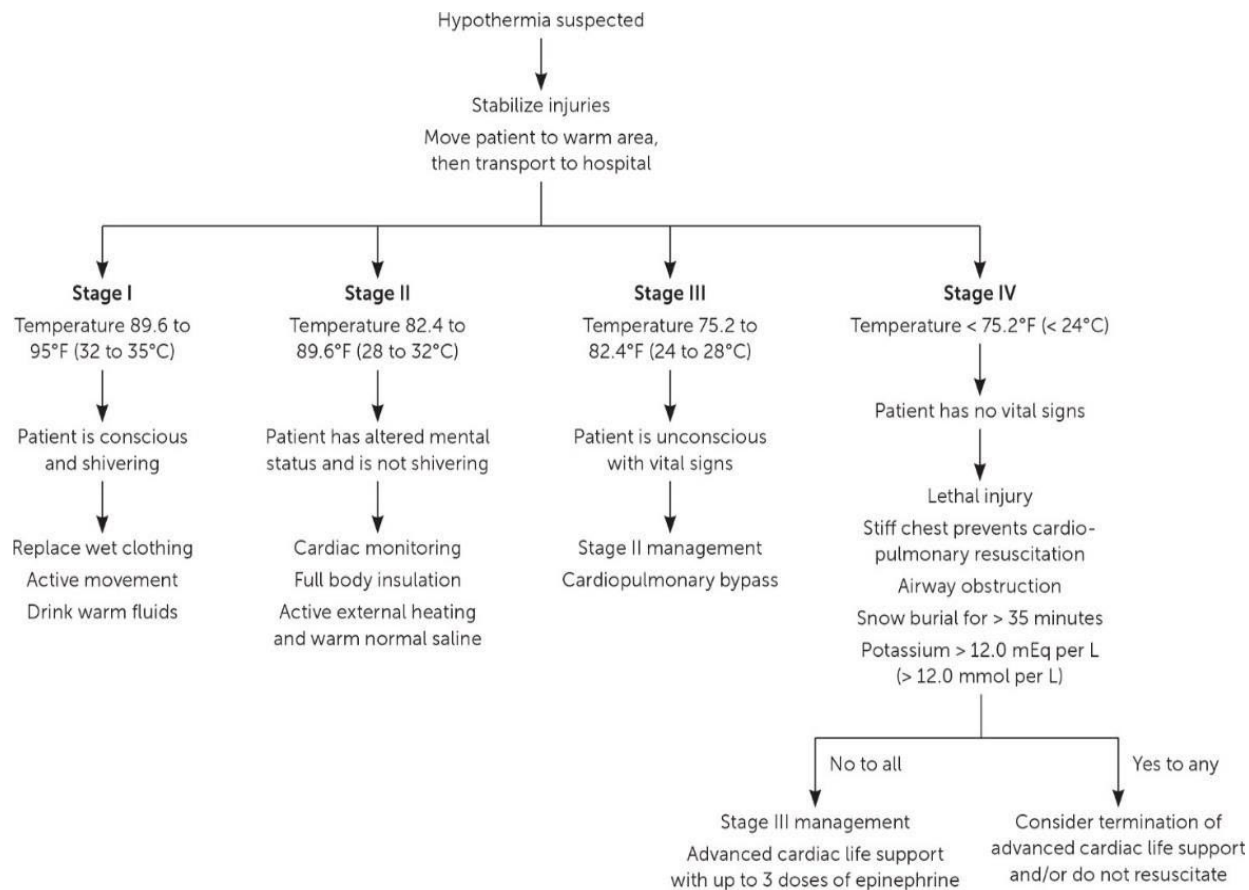 Hypothermia suspected
Stabilize injuries
Move patient to warm area,
then transport to hospital
Stage I
Temperature 89.6 to
95°F (32 to 35°C)
Patient is conscious
and shivering
Replace wet clothing
Active movement
Drink warm fluids
Stage II
Temperature 82.4 to
89.6°F (28 to 32°C)
Patient has altered mental
status and is not shivering
Cardiac monitoring
Full body insulation
Active external heating
and warm normal saline
Stage III
Temperature 75.2 to
82.4°F (24 to 28°C)
Patient is unconscious
with vital signs
Stage II management
Cardiopulmonary bypass
Stage IV
Temperature < 75.2°F (< 24°C)
Patient has no vital signs
Lethal injury
Stiff chest prevents cardio-
pulmonary resuscitation
Airway obstruction
Snow burial for > 35 minutes
Potassium > 12.0 mEq per L
(> 12.0 mmol per L)
No to all
Stage III management
Advanced cardiac life support
with up to 3 doses of epinephrine
Yes to any
Consider termination of
advanced cardiac life support
and/or do not resuscitate